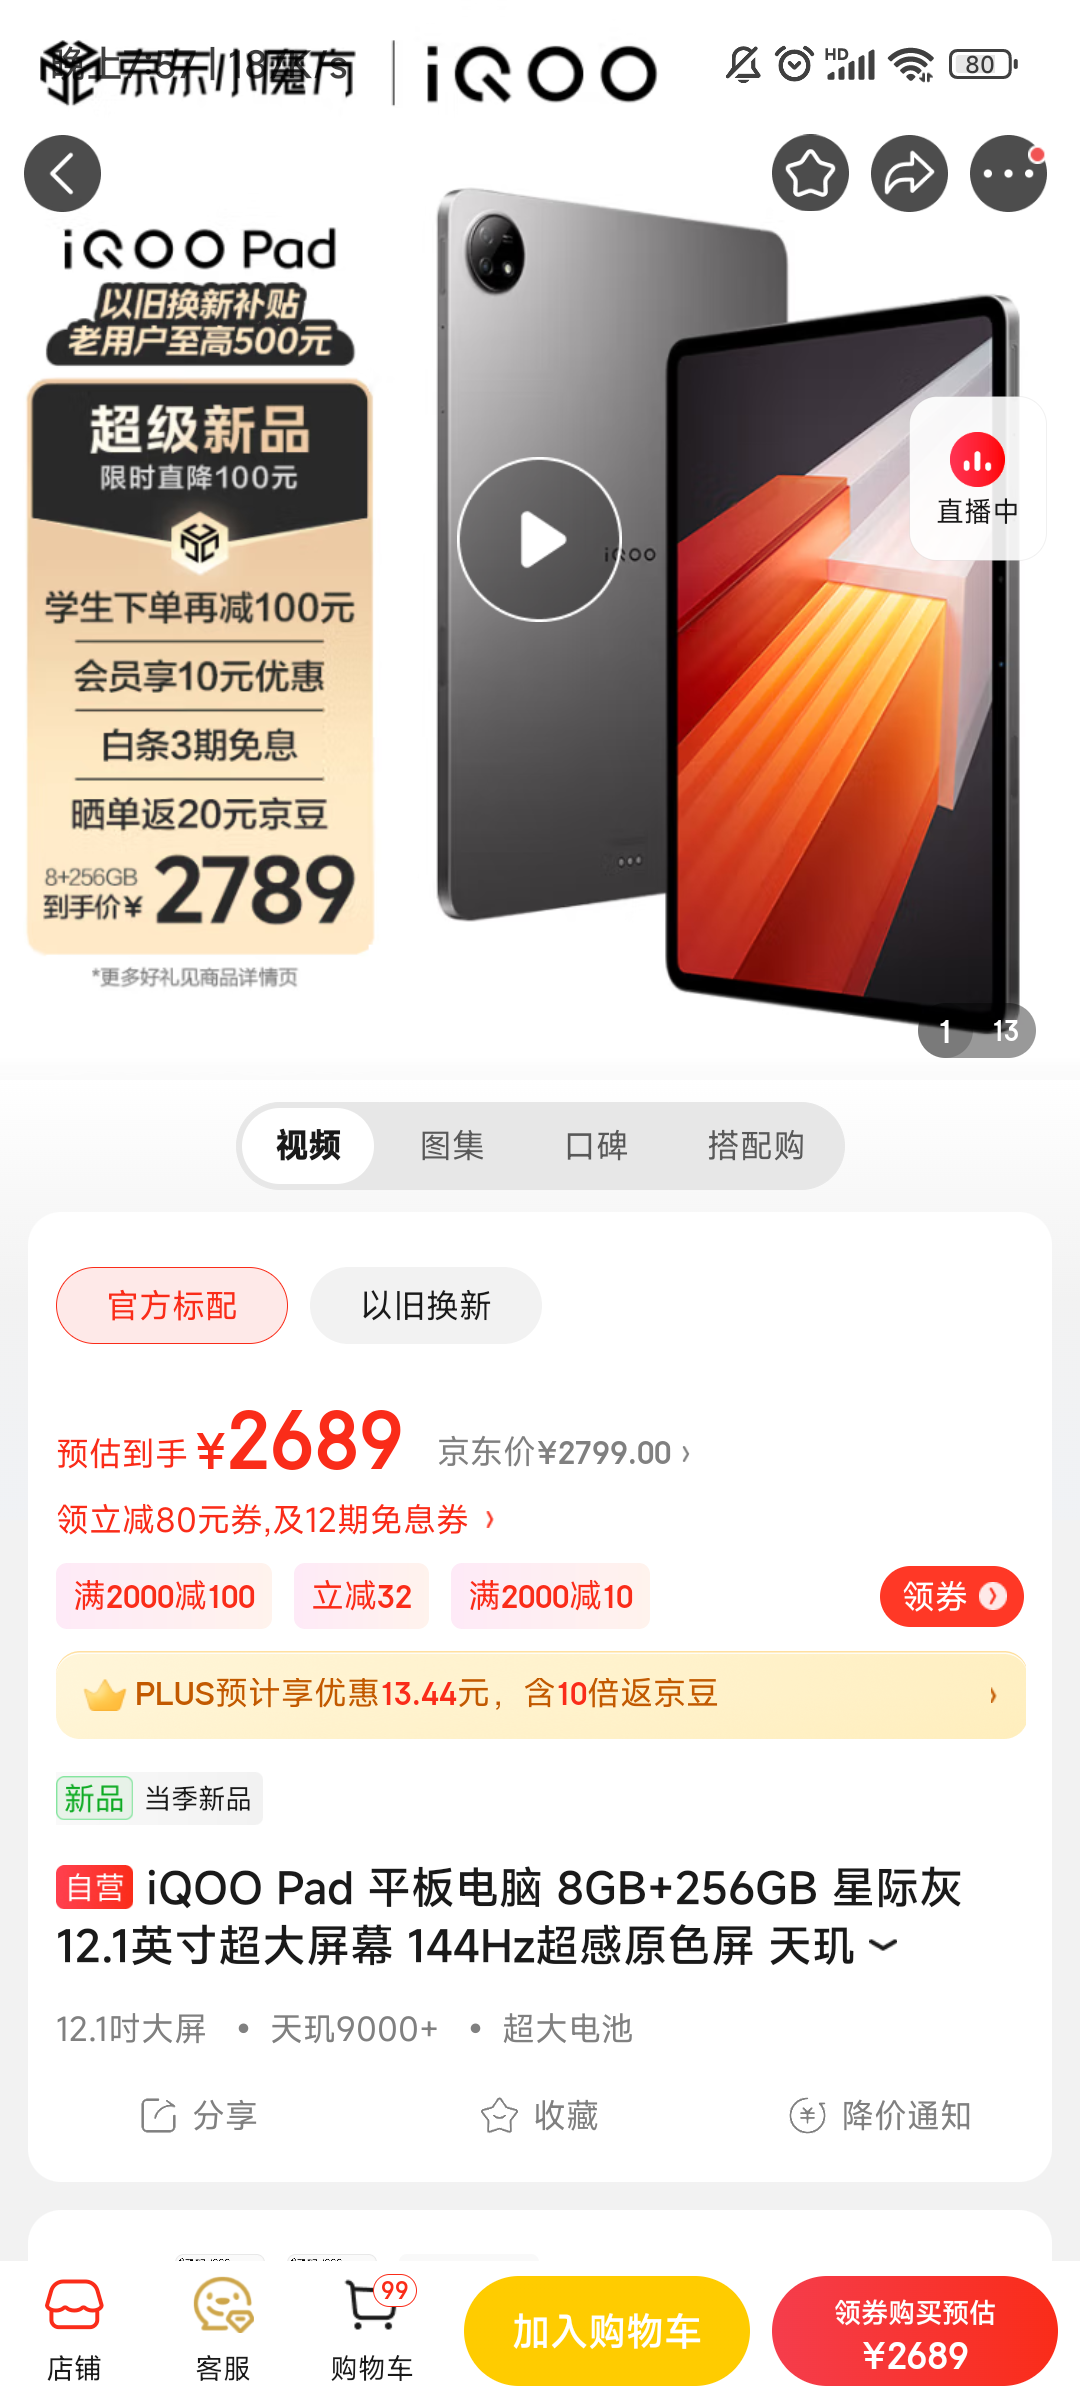 京东小魔方 | iQOO
HD
80
iQOO Pad
以旧换新补贴
老用户至高500元
超级新品
限时直降100元
学生下单再减100元
会员享10元优惠
白条3期免息
晒单返20元京豆
8+256GB
到手价¥2789
*更多好礼见商品详情页
iQOO
直播中
1
13
视频 图集 口碑 搭配购
官方标配 以旧换新
预估到手 ¥2689 京东价¥2799.00 ›
领立减80元券,及12期免息券 ›
满2000减100 立减32 满2000减10 领券
PLUS预计享优惠13.44元，含10倍返京豆 ›
新品 当季新品
自营 iQOO Pad 平板电脑 8GB+256GB 星际灰
12.1英寸超大屏幕 144Hz超感原色屏 天玑
12.1吋大屏 • 天玑9000+ • 超大电池
分享 收藏 降价通知
99
店铺 客服 购物车
加入购物车
领券购买预估
¥2689